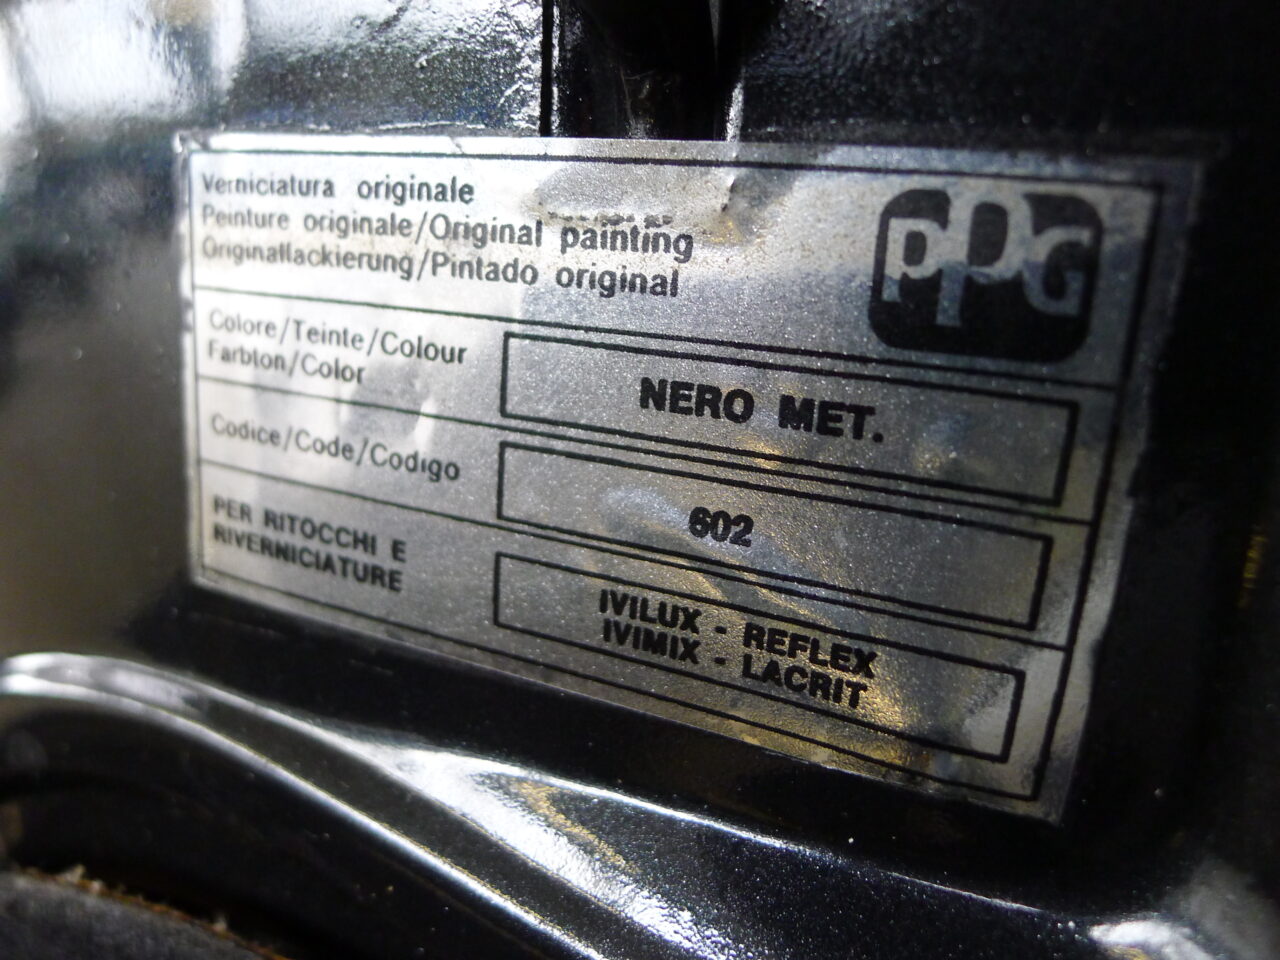 Verniciatura originale
Peinture originale/Original painting
Originallackierung/Pintado original
PPG
Colore/Teinte/Colour
Farbton/Color
NERO MET.
Codice/Code/Codigo
602
PER RITOCCHI E
RIVERNICIATURE
IVILUX - REFLEX
IVIMIX - LACRIT